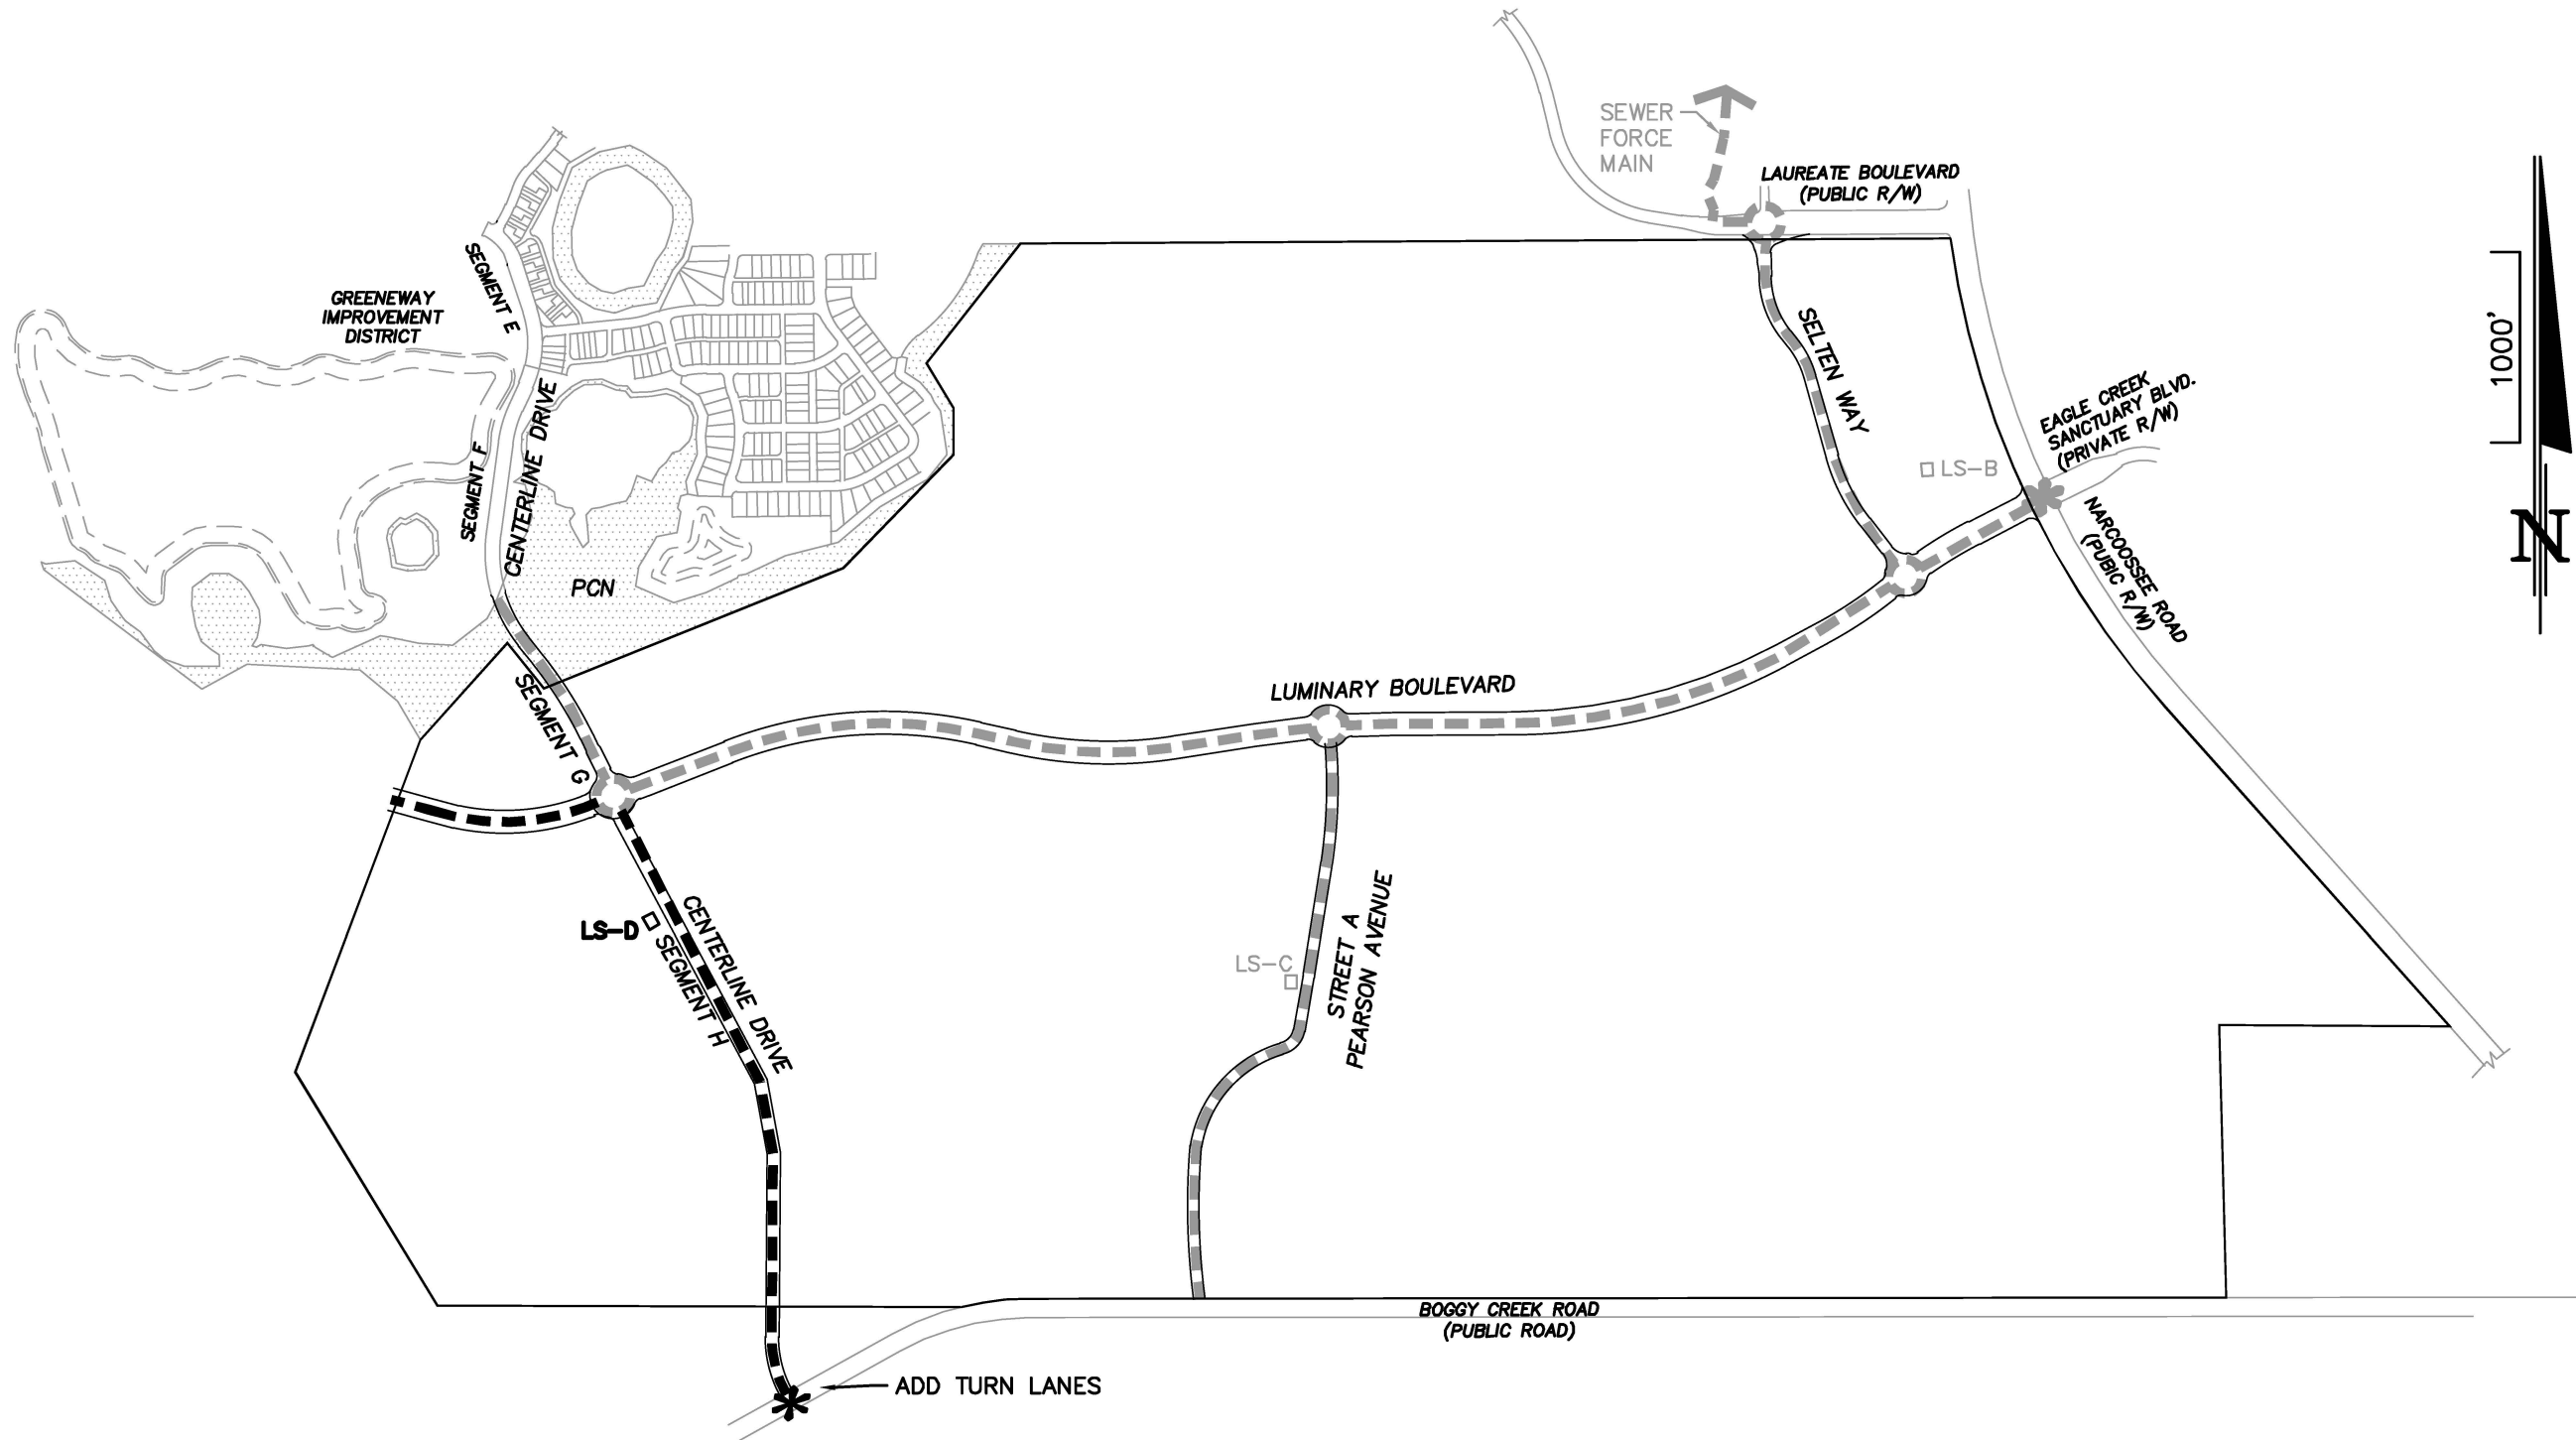 SEWER
FORCE
MAIN
LAUREATE BOULEVARD
(PUBLIC R/W)
SEGMENT E
GREENEWAY
IMPROVEMENT
DISTRICT
SELTEN WAY
1000'
EAGLE CREEK
SANCTUARY BLVD.
(PRIVATE R/W)
SEGMENT F
CENTERLINE DRIVE
LS-B
N
NARCOOSSEE ROAD
(PUBIC R/W)
PCN
SEGMENT G
LUMINARY BOULEVARD
LS-D
CENTERLINE DRIVE
SEGMENT H
LS-C
STREET A
PEARSON AVENUE
BOGGY CREEK ROAD
(PUBLIC ROAD)
ADD TURN LANES